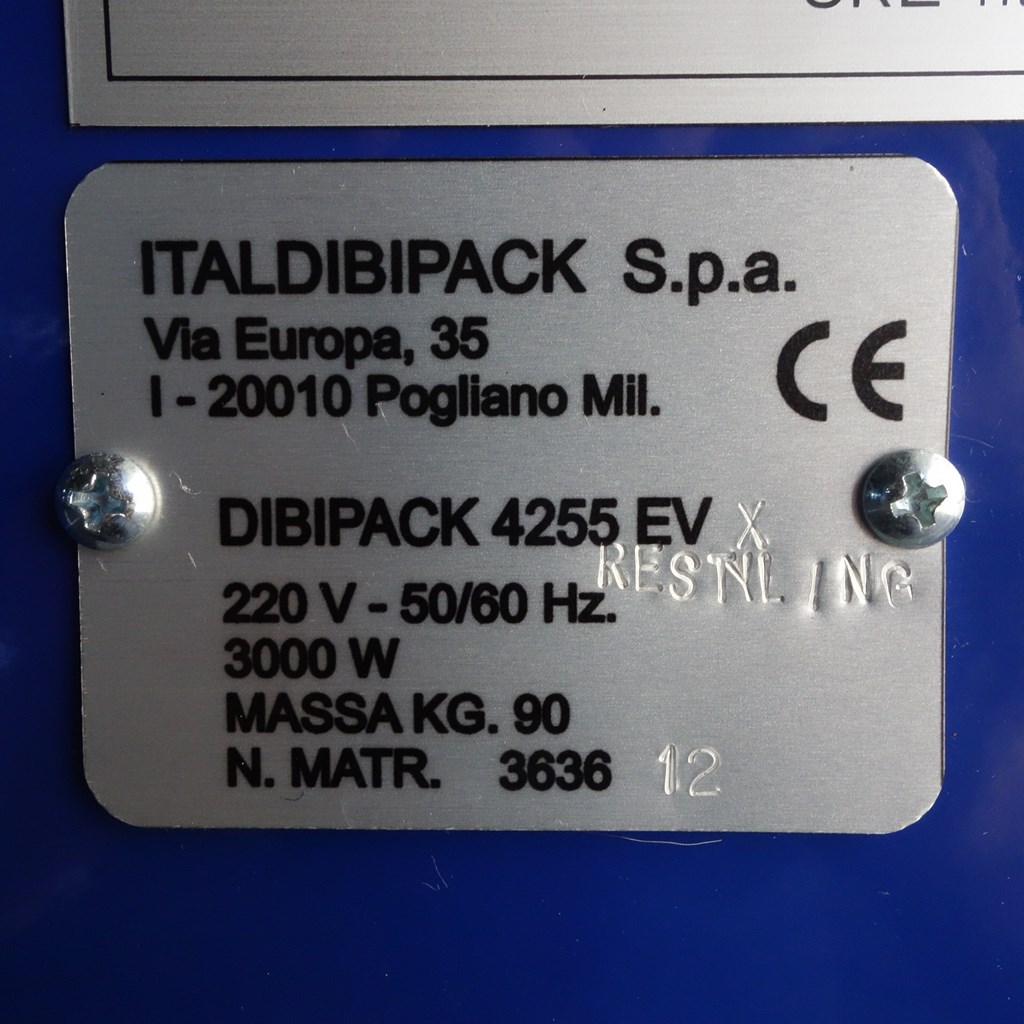 ITALDIBIPACK S.p.a.
Via Europa, 35
I - 20010 Pogliano Mil.
CE
DIBIPACK 4255 EV X
RESTYLING
220 V - 50/60 Hz.
3000 W
MASSA KG. 90
N. MATR. 3636 12